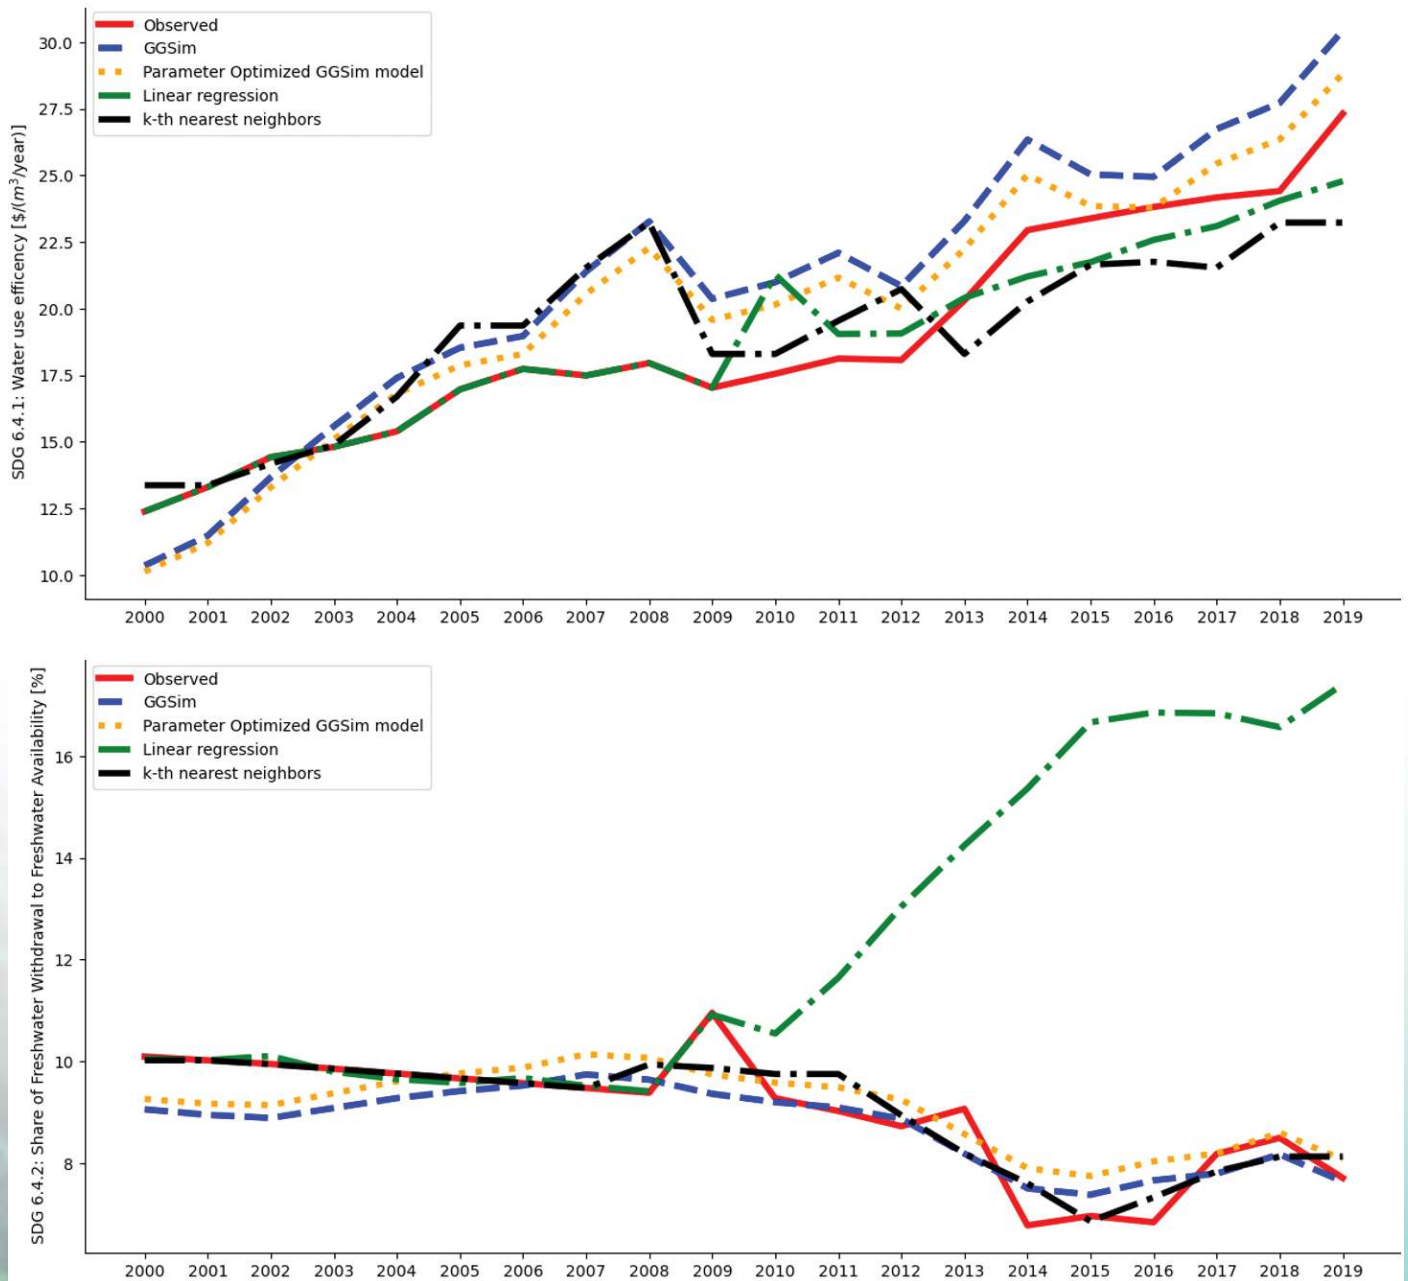 SDG 6.4.1: Water use efficency [$/(m³/year)]
Observed
GGSim
Parameter Optimized GGSim model
Linear regression
k-th nearest neighbors
30.0
27.5
25.0
22.5
20.0
17.5
15.0
12.5
10.0
2000 2001 2002 2003 2004 2005 2006 2007 2008 2009 2010 2011 2012 2013 2014 2015 2016 2017 2018 2019
SDG 6.4.2: Share of Freshwater Withdrawal to Freshwater Availability [%]
Observed
GGSim
Parameter Optimized GGSim model
Linear regression
k-th nearest neighbors
16
14
12
10
8
2000 2001 2002 2003 2004 2005 2006 2007 2008 2009 2010 2011 2012 2013 2014 2015 2016 2017 2018 2019